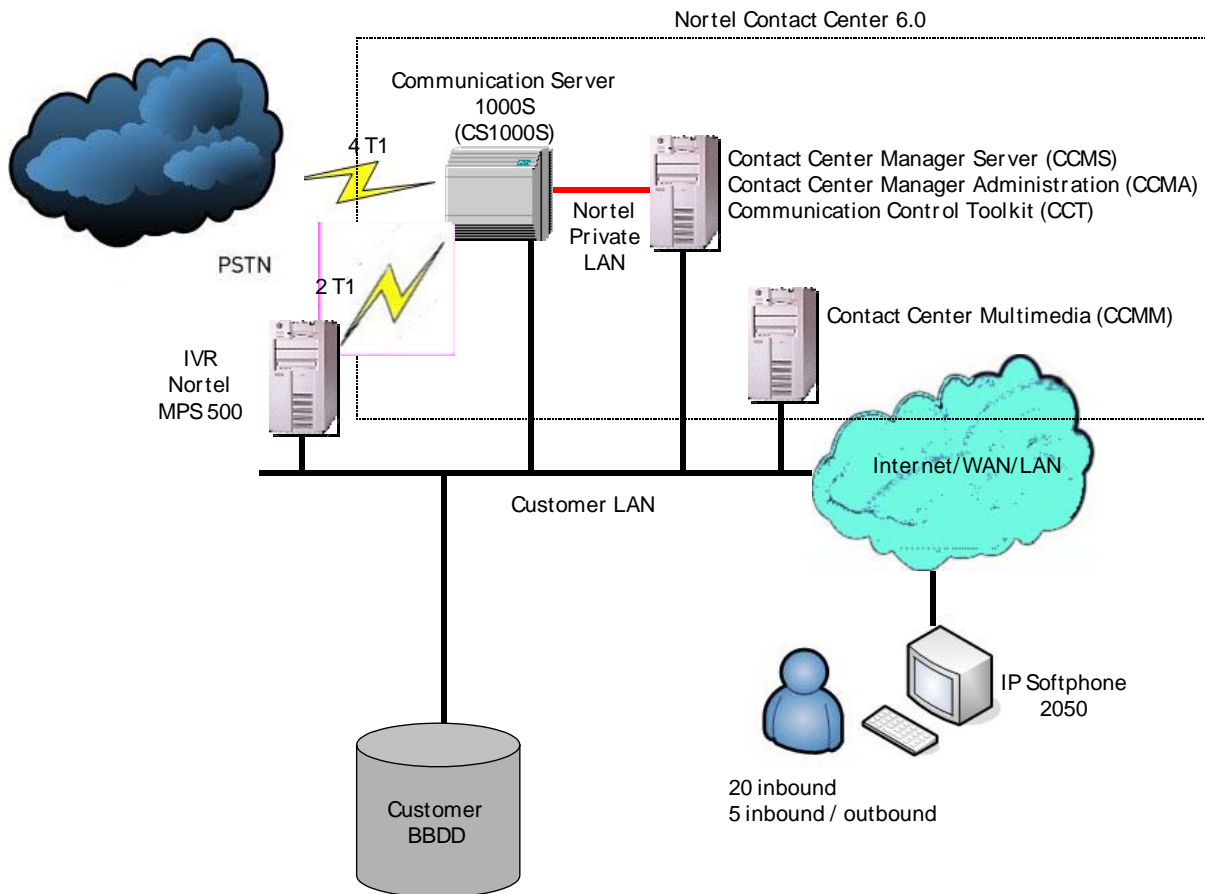 Nortel Contact Center 6.0
Communication Server
1000S
(CS1000S)
4 T1
Contact Center Manager Server (CCMS)
Contact Center Manager Administration (CCMA)
Communication Control Toolkit (CCT)
Nortel
Private
LAN
PSTN
2 T1
Contact Center Multimedia (CCMM)
IVR
Nortel
MPS 500
Internet/WAN/LAN
Customer LAN
IP Softphone
2050
20 inbound
5 inbound / outbound
Customer
BBDD